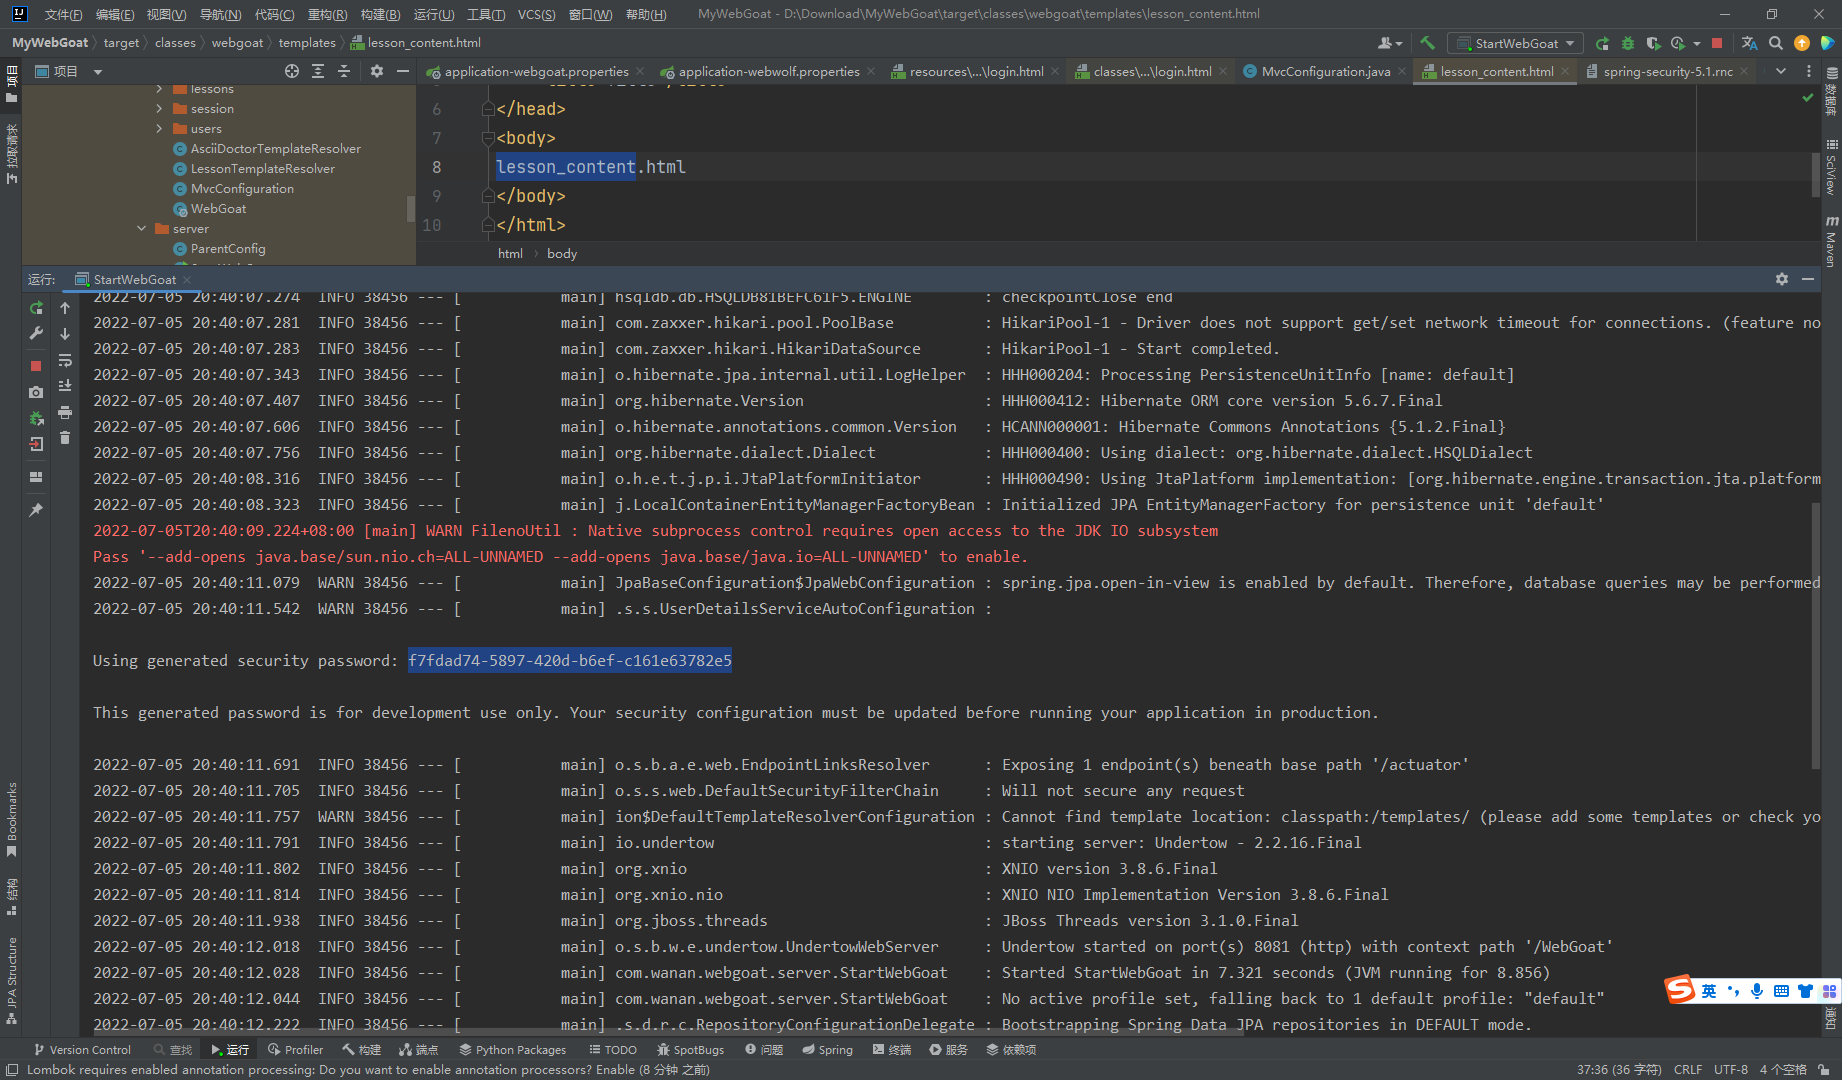 文件(F) 编辑(E) 视图(V) 导航(N) 代码(C) 重构(R) 构建(B) 运行(U) 工具(T) VCS(S) 窗口(W) 帮助(H) MyWebGoat - D:\Download\MyWebGoat\target\classes\webgoat\templates\lesson_content.html
MyWebGoat target classes webgoat templates lesson_content.html StartWebGoat
项目 application-webgoat.properties application-webwolf.properties resources\...\login.html classes\...\login.html MvcConfiguration.java lesson_content.html spring-security-5.1.rnc
项目
拉取请求
数据库
SciView
Maven
lessons
session
users
AsciiDoctorTemplateResolver
LessonTemplateResolver
MvcConfiguration
WebGoat
server
ParentConfig
6 </head>
7 <body>
8 lesson_content.html
9 </body>
10 </html>
html body
运行: StartWebGoat
2022-07-05 20:40:07.274  INFO 38456 --- [           main] hsqldb.db.HSQLDB81BEFC61F5.ENGINE        : checkpointClose end
2022-07-05 20:40:07.281  INFO 38456 --- [           main] com.zaxxer.hikari.pool.PoolBase          : HikariPool-1 - Driver does not support get/set network timeout for connections. (feature no
2022-07-05 20:40:07.283  INFO 38456 --- [           main] com.zaxxer.hikari.HikariDataSource       : HikariPool-1 - Start completed.
2022-07-05 20:40:07.343  INFO 38456 --- [           main] o.hibernate.jpa.internal.util.LogHelper  : HHH000204: Processing PersistenceUnitInfo [name: default]
2022-07-05 20:40:07.407  INFO 38456 --- [           main] org.hibernate.Version                    : HHH000412: Hibernate ORM core version 5.6.7.Final
2022-07-05 20:40:07.606  INFO 38456 --- [           main] o.hibernate.annotations.common.Version   : HCANN000001: Hibernate Commons Annotations {5.1.2.Final}
2022-07-05 20:40:07.756  INFO 38456 --- [           main] org.hibernate.dialect.Dialect            : HHH000400: Using dialect: org.hibernate.dialect.HSQLDialect
2022-07-05 20:40:08.316  INFO 38456 --- [           main] o.h.e.t.j.p.i.JtaPlatformInitiator       : HHH000490: Using JtaPlatform implementation: [org.hibernate.engine.transaction.jta.platform
2022-07-05 20:40:08.323  INFO 38456 --- [           main] j.LocalContainerEntityManagerFactoryBean : Initialized JPA EntityManagerFactory for persistence unit 'default'
2022-07-05T20:40:09.224+08:00 [main] WARN FilenoUtil : Native subprocess control requires open access to the JDK IO subsystem
Pass '--add-opens java.base/sun.nio.ch=ALL-UNNAMED --add-opens java.base/java.io=ALL-UNNAMED' to enable.
2022-07-05 20:40:11.079  WARN 38456 --- [           main] JpaBaseConfiguration$JpaWebConfiguration : spring.jpa.open-in-view is enabled by default. Therefore, database queries may be performed
2022-07-05 20:40:11.542  WARN 38456 --- [           main] .s.s.UserDetailsServiceAutoConfiguration :
Using generated security password: f7fdad74-5897-420d-b6ef-c161e63782e5
This generated password is for development use only. Your security configuration must be updated before running your application in production.
2022-07-05 20:40:11.691  INFO 38456 --- [           main] o.s.b.a.e.web.EndpointLinksResolver      : Exposing 1 endpoint(s) beneath base path '/actuator'
2022-07-05 20:40:11.705  INFO 38456 --- [           main] o.s.s.web.DefaultSecurityFilterChain     : Will not secure any request
2022-07-05 20:40:11.757  WARN 38456 --- [           main] ion$DefaultTemplateResolverConfiguration : Cannot find template location: classpath:/templates/ (please add some templates or check yo
2022-07-05 20:40:11.791  INFO 38456 --- [           main] io.undertow                              : starting server: Undertow - 2.2.16.Final
2022-07-05 20:40:11.802  INFO 38456 --- [           main] org.xnio                                 : XNIO version 3.8.6.Final
2022-07-05 20:40:11.814  INFO 38456 --- [           main] org.xnio.nio                             : XNIO NIO Implementation Version 3.8.6.Final
2022-07-05 20:40:11.938  INFO 38456 --- [           main] org.jboss.threads                        : JBoss Threads version 3.1.0.Final
2022-07-05 20:40:12.018  INFO 38456 --- [           main] o.s.b.w.e.undertow.UndertowWebServer     : Undertow started on port(s) 8081 (http) with context path '/WebGoat'
2022-07-05 20:40:12.028  INFO 38456 --- [           main] com.wanan.webgoat.server.StartWebGoat    : Started StartWebGoat in 7.321 seconds (JVM running for 8.856)
2022-07-05 20:40:12.044  INFO 38456 --- [           main] com.wanan.webgoat.server.StartWebGoat    : No active profile set, falling back to 1 default profile: "default"
2022-07-05 20:40:12.222  INFO 38456 --- [           main] .s.d.r.c.RepositoryConfigurationDelegate : Bootstrapping Spring Data JPA repositories in DEFAULT mode.
Bookmarks
结构
JPA Structure
英
Version Control 查找 运行 Profiler 构建 端点 Python Packages TODO SpotBugs 问题 Spring 终端 服务 依赖项
Lombok requires enabled annotation processing: Do you want to enable annotation processors? Enable (8 分钟 之前) 37:36 (36 字符) CRLF UTF-8 4 个空格